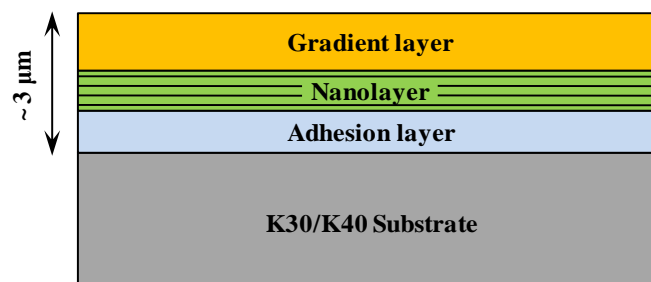 ~ 3 µm
Gradient layer
Nanolayer
Adhesion layer
K30/K40 Substrate